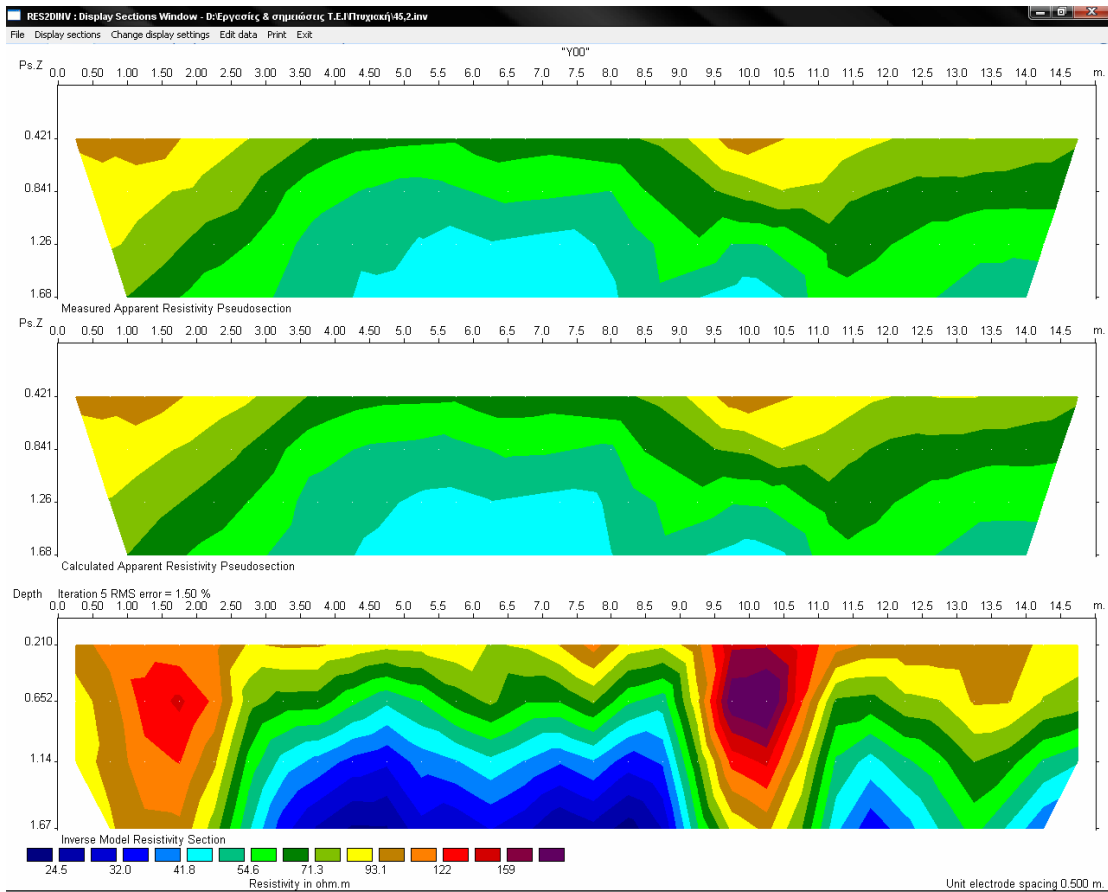 RES2DINV : Display Sections Window - D:\Εργασίες & σημειώσεις Τ.Ε.Ι\Πτυχιακή\45,2.inv
File Display sections Change display settings Edit data Print Exit
"Y00"
Ps.Z 0.0 0.50 1.00 1.50 2.00 2.50 3.00 3.50 4.00 4.50 5.0 5.5 6.0 6.5 7.0 7.5 8.0 8.5 9.0 9.5 10.0 10.5 11.0 11.5 12.0 12.5 13.0 13.5 14.0 14.5 m.
0.421
0.841
1.26
1.68
Measured Apparent Resistivity Pseudosection
Ps.Z 0.0 0.50 1.00 1.50 2.00 2.50 3.00 3.50 4.00 4.50 5.0 5.5 6.0 6.5 7.0 7.5 8.0 8.5 9.0 9.5 10.0 10.5 11.0 11.5 12.0 12.5 13.0 13.5 14.0 14.5 m.
0.421
0.841
1.26
1.68
Calculated Apparent Resistivity Pseudosection
Depth Iteration 5 RMS error = 1.50 %
0.0 0.50 1.00 1.50 2.00 2.50 3.00 3.50 4.00 4.50 5.0 5.5 6.0 6.5 7.0 7.5 8.0 8.5 9.0 9.5 10.0 10.5 11.0 11.5 12.0 12.5 13.0 13.5 14.0 14.5 m.
0.210
0.652
1.14
1.67
Inverse Model Resistivity Section
24.5 32.0 41.8 54.6 71.3 93.1 122 159
Resistivity in ohm.m Unit electrode spacing 0.500 m.